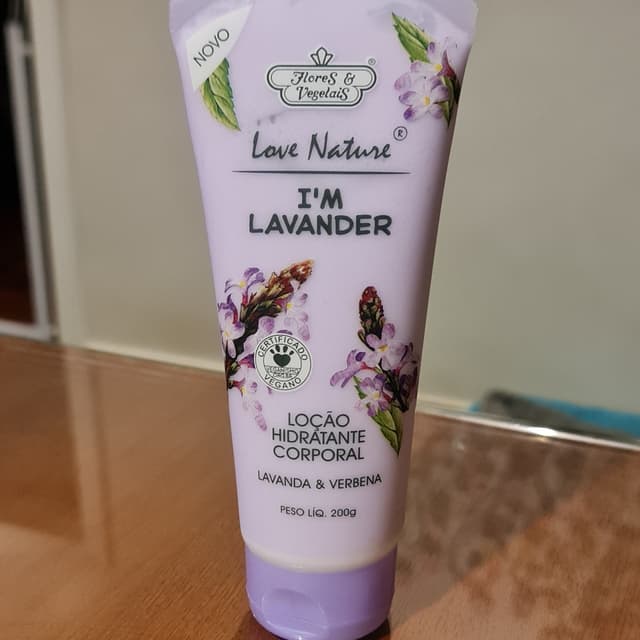 NOVO
Flores &
Vegetais ®
Love Nature ®
I'M
LAVANDER
CERTIFICADO
VEGANO
LOÇÃO
HIDRATANTE
CORPORAL
LAVANDA & VERBENA
PESO LÍQ. 200g